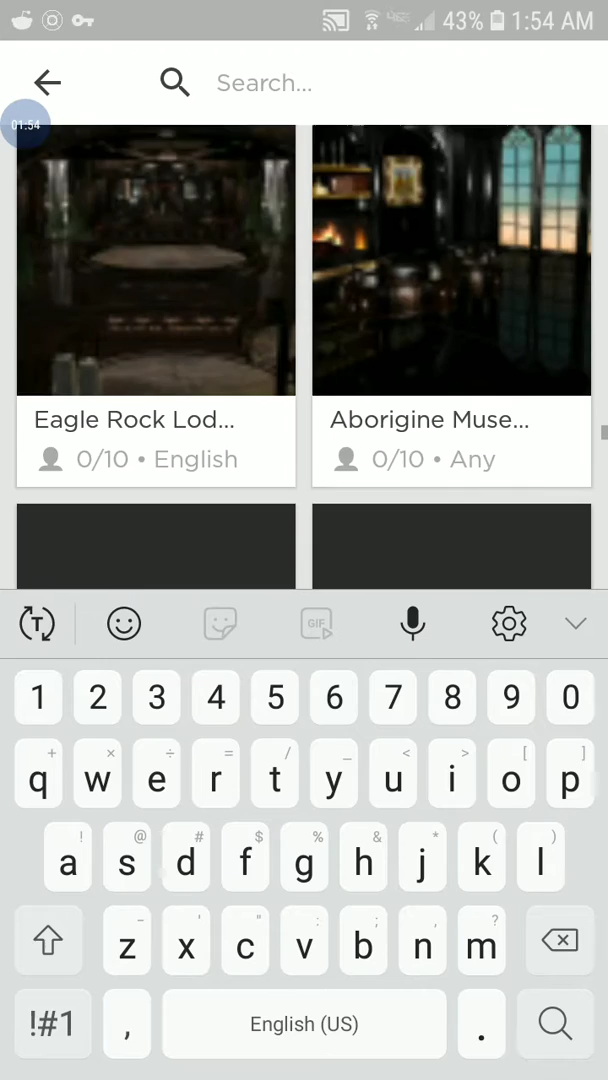 43% 1:54 AM
Search...
01:54
Eagle Rock Lod...
Aborigine Muse...
0/10 • English
0/10 • Any
T
GIF
1 2 3 4 5 6 7 8 9 0
+ × ÷ = / _ < > [ ]
q w e r t y u i o p
! @ # $ % & * ( )
a s d f g h j k l
- ' " : ; , ?
z x c v b n m
!#1 , English (US) .